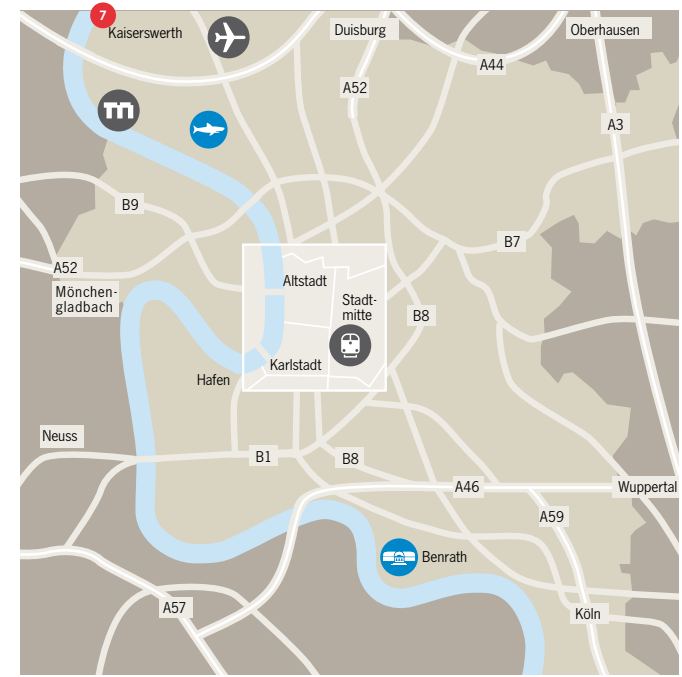 7
Kaiserswerth
Duisburg
Oberhausen
A44
A52
A3
B9
B7
A52
Mönchen-
gladbach
Altstadt
Stadt-
mitte
B8
Karlstadt
Hafen
Neuss
B1
B8
A46
Wuppertal
A59
Benrath
A57
Köln